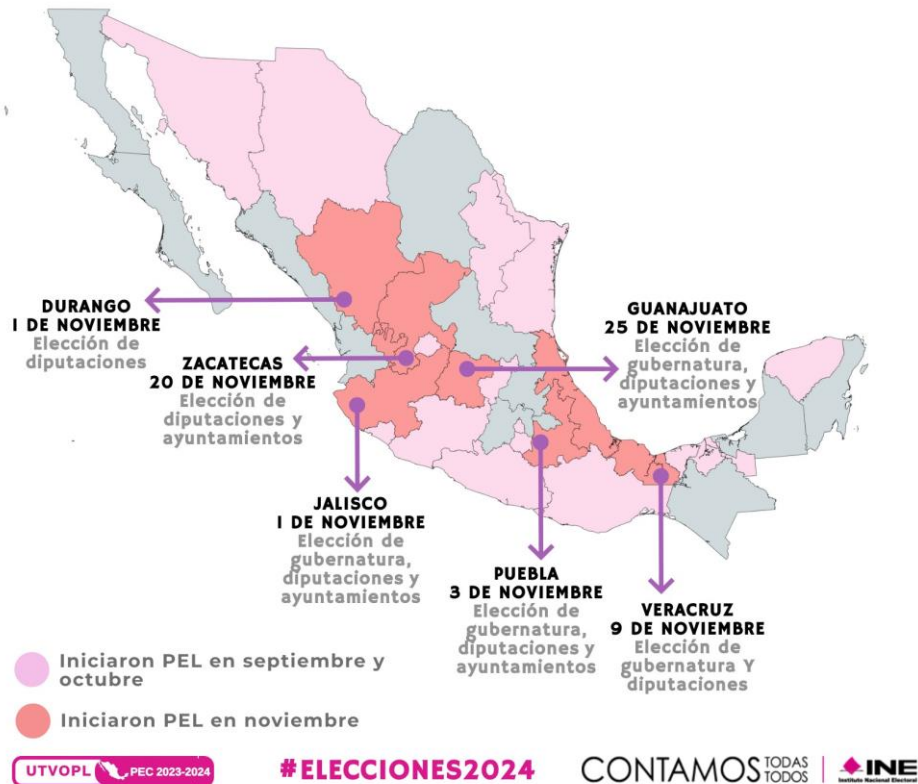 DURANGO
1 DE NOVIEMBRE
Elección de
diputaciones
ZACATECAS
20 DE NOVIEMBRE
Elección de
diputaciones y
ayuntamientos
GUANAJUATO
25 DE NOVIEMBRE
Elección de
gubernatura,
diputaciones y
ayuntamientos
JALISCO
1 DE NOVIEMBRE
Elección de
gubernatura,
diputaciones y
ayuntamientos
PUEBLA
3 DE NOVIEMBRE
Elección de
gubernatura,
diputaciones y
ayuntamientos
VERACRUZ
9 DE NOVIEMBRE
Elección de
gubernatura Y
diputaciones
Iniciaron PEL en septiembre y
octubre
Iniciaron PEL en noviembre
UTVOPL PEC 2023-2024
#ELECCIONES2024
CONTAMOS TODAS TODOS
INE
Instituto Nacional Electoral